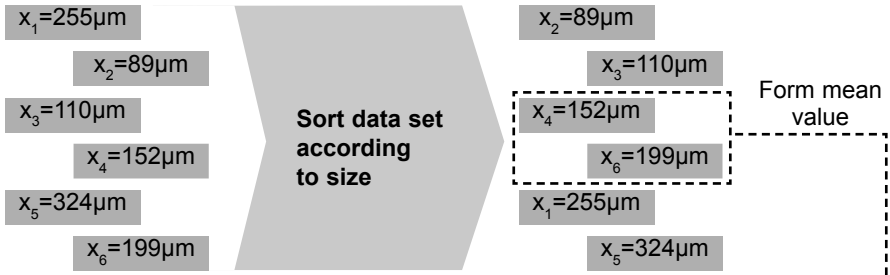 x₁=255µm
x₂=89µm
x₃=110µm
x₄=152µm
x₅=324µm
x₆=199µm
Sort data set
according
to size
x₂=89µm
x₃=110µm
x₄=152µm
x₆=199µm
x₁=255µm
x₅=324µm
Form mean
value